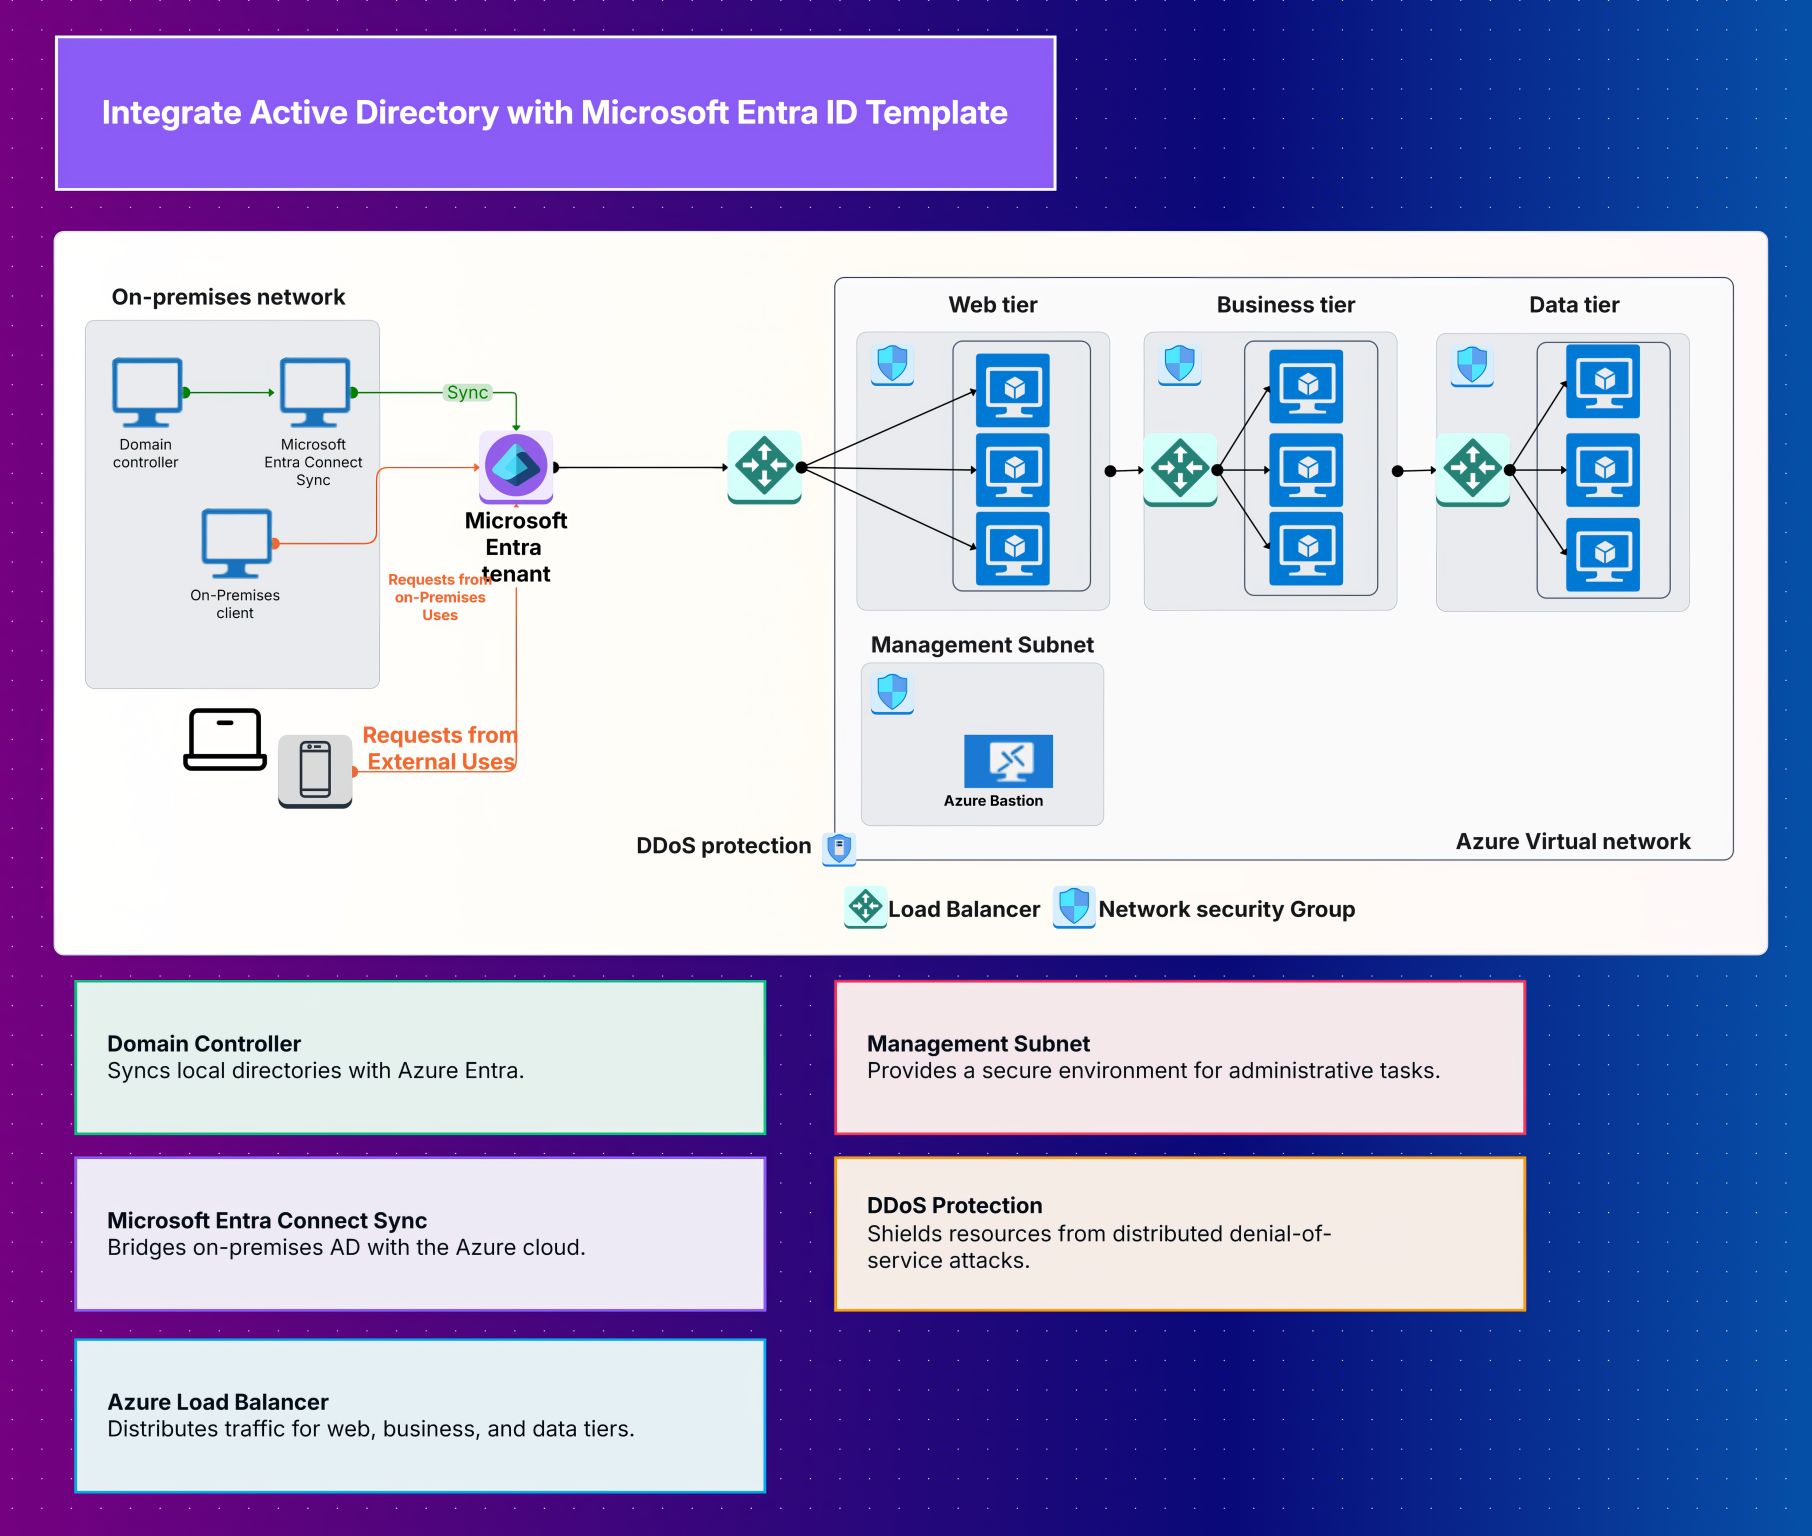 Integrate Active Directory with Microsoft Entra ID Template
On-premises network
Domain
controller
Microsoft
Entra Connect
Sync
Sync
On-Premises
client
Microsoft
Entra
tenant
Requests from
on-Premises
Uses
Requests from
External Uses
Web tier
Business tier
Data tier
Management Subnet
Azure Bastion
DDoS protection
Azure Virtual network
Load Balancer
Network security Group
Domain Controller
Syncs local directories with Azure Entra.
Management Subnet
Provides a secure environment for administrative tasks.
Microsoft Entra Connect Sync
Bridges on-premises AD with the Azure cloud.
DDoS Protection
Shields resources from distributed denial-of-
service attacks.
Azure Load Balancer
Distributes traffic for web, business, and data tiers.